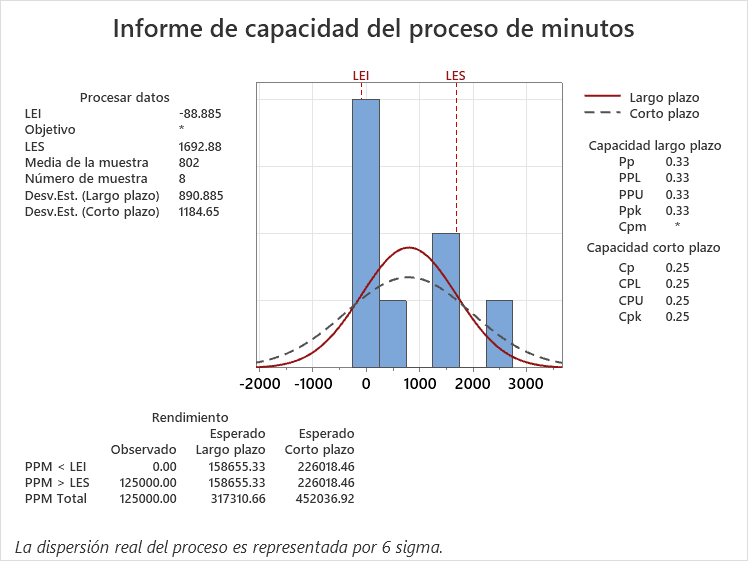 Informe de capacidad del proceso de minutos
LEI LES
Procesar datos
LEI -88.885
Objetivo *
LES 1692.88
Media de la muestra 802
Número de muestra 8
Desv.Est. (Largo plazo) 890.885
Desv.Est. (Corto plazo) 1184.65
Largo plazo
Corto plazo
Capacidad largo plazo
Pp 0.33
PPL 0.33
PPU 0.33
Ppk 0.33
Cpm *
Capacidad corto plazo
Cp 0.25
CPL 0.25
CPU 0.25
Cpk 0.25
-2000 -1000 0 1000 2000 3000
Rendimiento
Esperado Esperado
Observado Largo plazo Corto plazo
PPM < LEI 0.00 158655.33 226018.46
PPM > LES 125000.00 158655.33 226018.46
PPM Total 125000.00 317310.66 452036.92
La dispersión real del proceso es representada por 6 sigma.